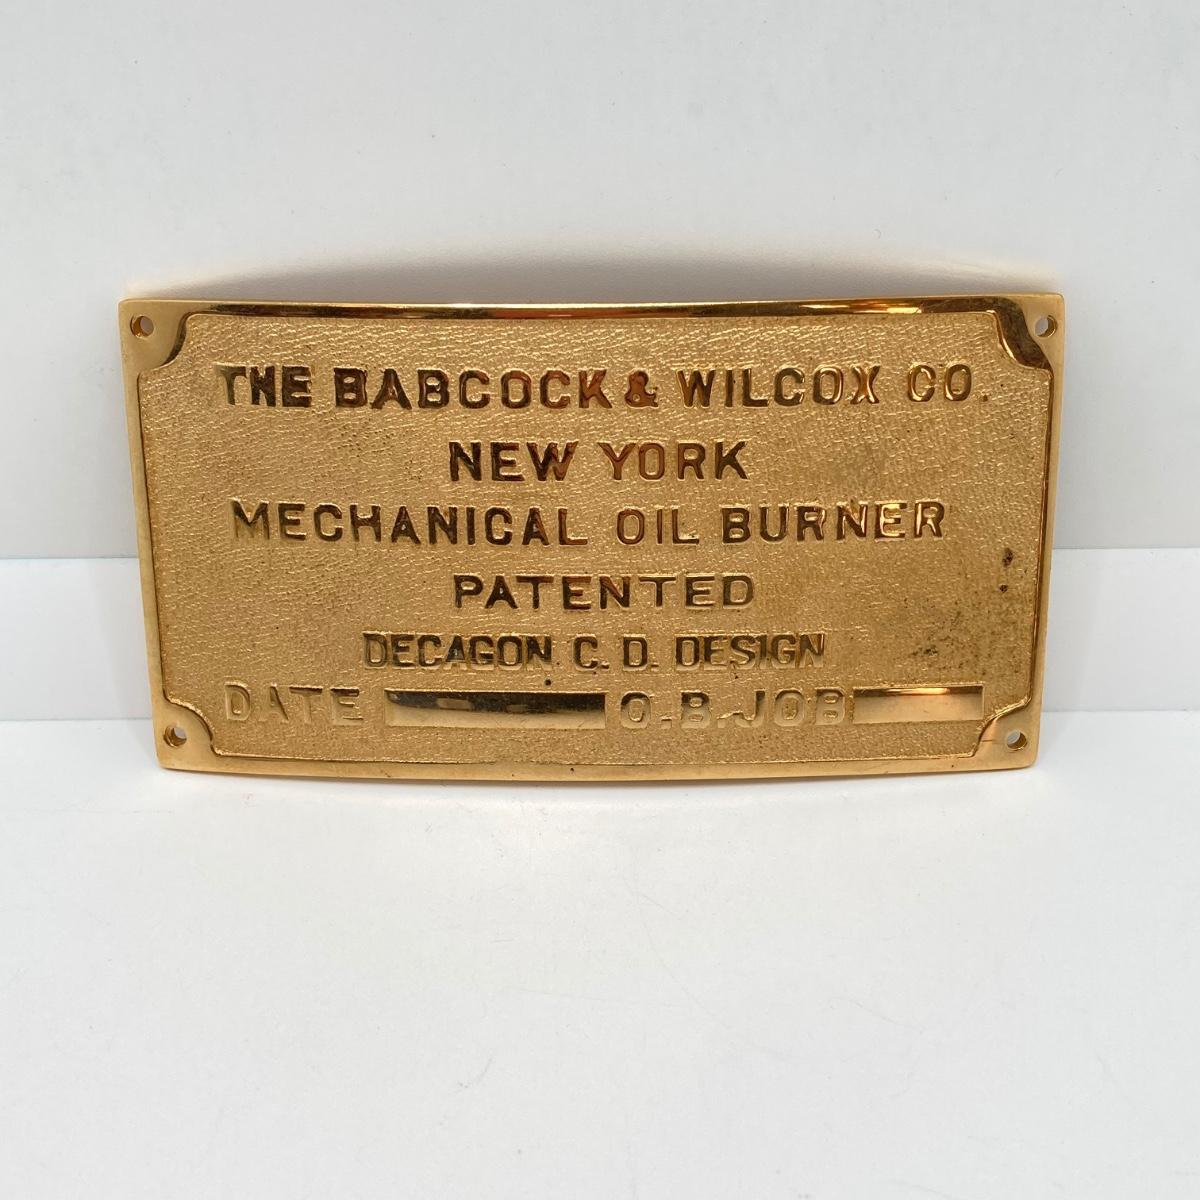 THE BABCOCK & WILCOX CO.
NEW YORK
MECHANICAL OIL BURNER
PATENTED
DECAGON C. D. DESIGN
DATE O.B. JOB